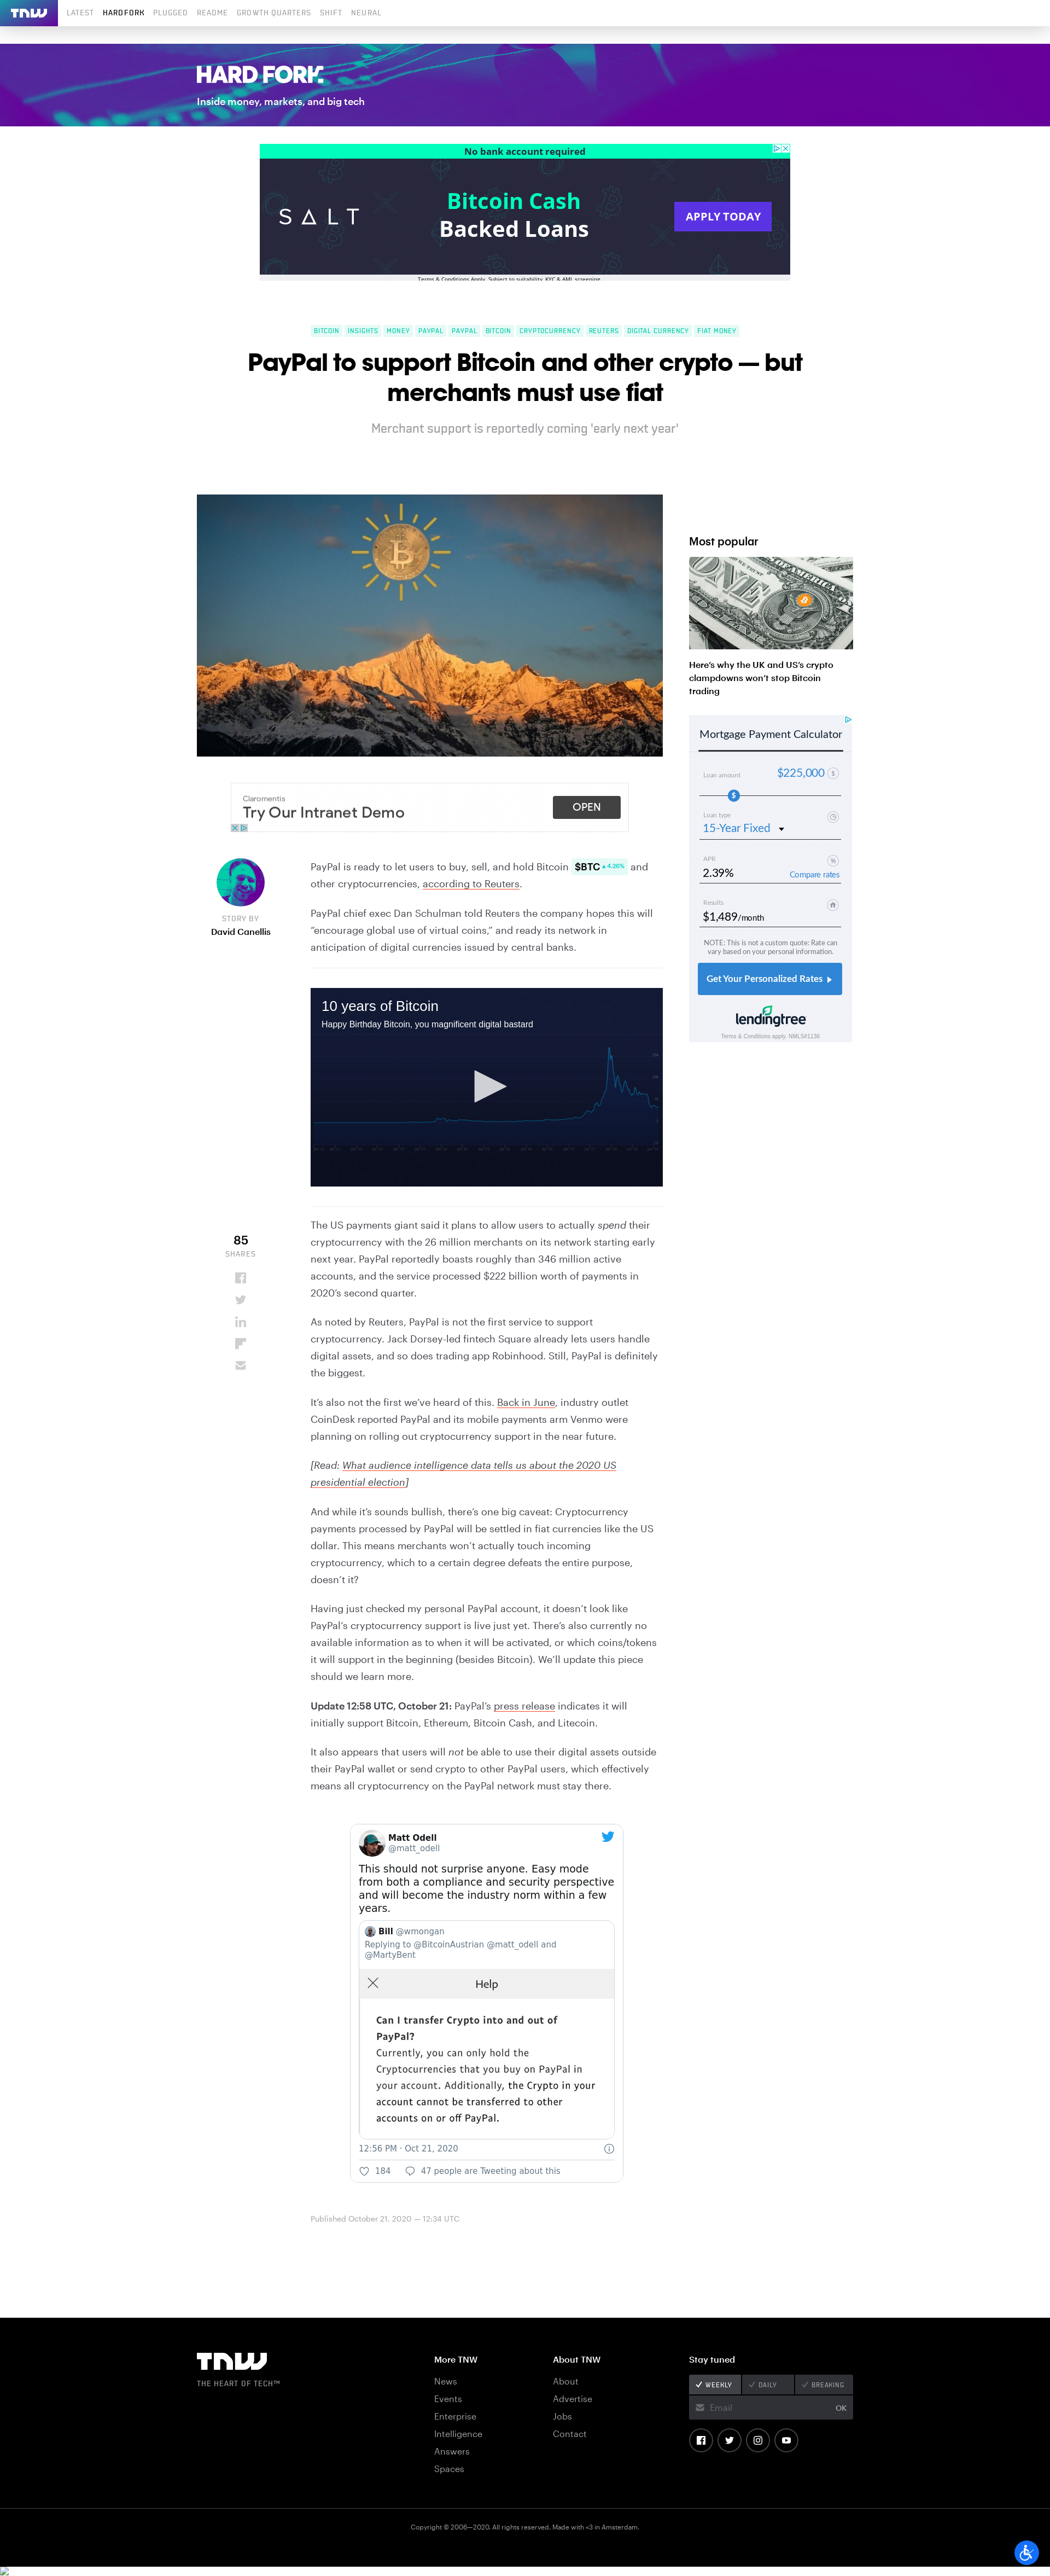 TNW
LATEST HARDFORK PLUGGED README GROWTH QUARTERS SHIFT NEURAL
HARD FORK
Inside money, markets, and big tech
No bank account required
SALT
Bitcoin Cash
Backed Loans
APPLY TODAY
Terms & Conditions Apply. Subject to suitability, KYC & AML screening.
BITCOIN INSIGHTS MONEY PAYPAL PAYPAL BITCOIN CRYPTOCURRENCY REUTERS DIGITAL CURRENCY FIAT MONEY
PayPal to support Bitcoin and other crypto — but
merchants must use fiat
Merchant support is reportedly coming 'early next year'
Claromentis
Try Our Intranet Demo
OPEN
STORY BY
David Canellis
PayPal is ready to let users to buy, sell, and hold Bitcoin $BTC ▲4.26% and
other cryptocurrencies, according to Reuters.
PayPal chief exec Dan Schulman told Reuters the company hopes this will
“encourage global use of virtual coins,” and ready its network in
anticipation of digital currencies issued by central banks.
10 years of Bitcoin
Happy Birthday Bitcoin, you magnificent digital bastard
85
SHARES
The US payments giant said it plans to allow users to actually spend their
cryptocurrency with the 26 million merchants on its network starting early
next year. PayPal reportedly boasts roughly than 346 million active
accounts, and the service processed $222 billion worth of payments in
2020’s second quarter.
As noted by Reuters, PayPal is not the first service to support
cryptocurrency. Jack Dorsey-led fintech Square already lets users handle
digital assets, and so does trading app Robinhood. Still, PayPal is definitely
the biggest.
It’s also not the first we’ve heard of this. Back in June, industry outlet
CoinDesk reported PayPal and its mobile payments arm Venmo were
planning on rolling out cryptocurrency support in the near future.
[Read: What audience intelligence data tells us about the 2020 US
presidential election]
And while it’s sounds bullish, there’s one big caveat: Cryptocurrency
payments processed by PayPal will be settled in fiat currencies like the US
dollar. This means merchants won’t actually touch incoming
cryptocurrency, which to a certain degree defeats the entire purpose,
doesn’t it?
Having just checked my personal PayPal account, it doesn’t look like
PayPal’s cryptocurrency support is live just yet. There’s also currently no
available information as to when it will be activated, or which coins/tokens
it will support in the beginning (besides Bitcoin). We’ll update this piece
should we learn more.
Update 12:58 UTC, October 21: PayPal’s press release indicates it will
initially support Bitcoin, Ethereum, Bitcoin Cash, and Litecoin.
It also appears that users will not be able to use their digital assets outside
their PayPal wallet or send crypto to other PayPal users, which effectively
means all cryptocurrency on the PayPal network must stay there.
Matt Odell
@matt_odell
This should not surprise anyone. Easy mode
from both a compliance and security perspective
and will become the industry norm within a few
years.
Bill @wmongan
Replying to @BitcoinAustrian @matt_odell and
@MartyBent
Help
Can I transfer Crypto into and out of
PayPal?
Currently, you can only hold the
Cryptocurrencies that you buy on PayPal in
your account. Additionally, the Crypto in your
account cannot be transferred to other
accounts on or off PayPal.
12:56 PM · Oct 21, 2020
184 47 people are Tweeting about this
Published October 21, 2020 — 12:34 UTC
Most popular
Here’s why the UK and US’s crypto
clampdowns won’t stop Bitcoin
trading
Mortgage Payment Calculator
Loan amount
$225,000 $
$
Loan type
15-Year Fixed
APR
%
2.39%
Compare rates
Results
$1,489/month
NOTE: This is not a custom quote: Rate can
vary based on your personal information.
Get Your Personalized Rates
lendingtree
Terms & Conditions apply. NMLS#1136
TNW
THE HEART OF TECH™
More TNW
News
Events
Enterprise
Intelligence
Answers
Spaces
About TNW
About
Advertise
Jobs
Contact
Stay tuned
WEEKLY DAILY BREAKING
Email OK
Copyright © 2006—2020. All rights reserved. Made with <3 in Amsterdam.